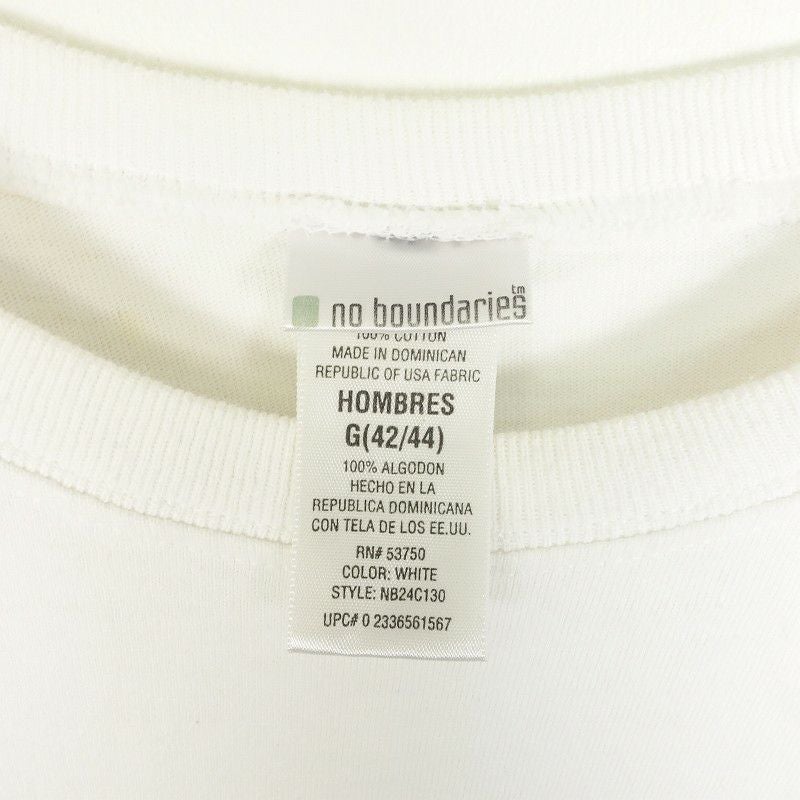 no boundaries tm
100% COTTON
MADE IN DOMINICAN
REPUBLIC OF USA FABRIC
HOMBRES
G(42/44)
100% ALGODON
HECHO EN LA
REPUBLICA DOMINICANA
CON TELA DE LOS EE.UU.
RN# 53750
COLOR: WHITE
STYLE: NB24C130
UPC# 0 2336561567